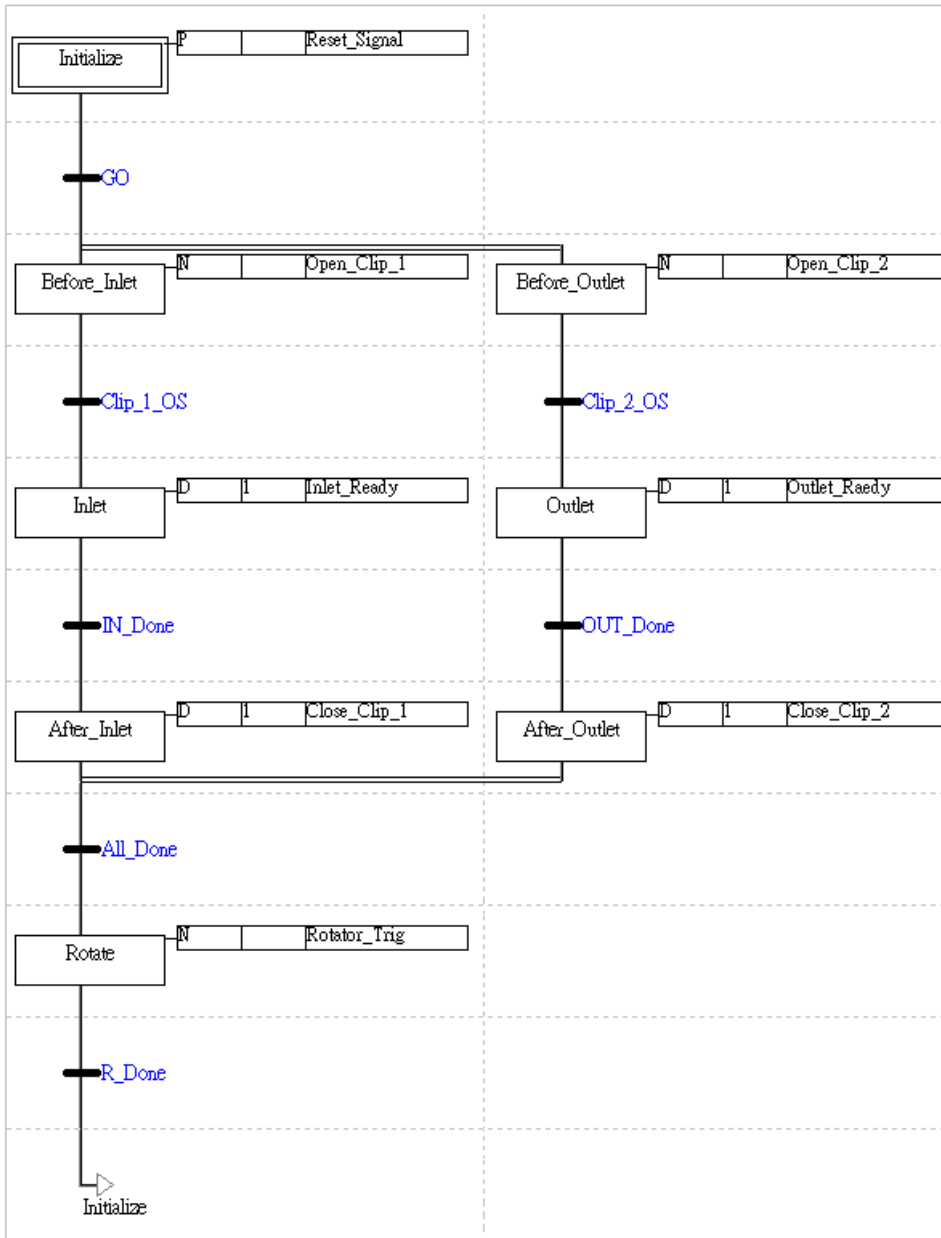 Initialize
P Reset_Signal
GO
Before_Inlet
N Open_Clip_1
Before_Outlet
N Open_Clip_2
Clip_1_OS
Clip_2_OS
Inlet
D 1 Inlet_Ready
Outlet
D 1 Outlet_Raedy
IN_Done
OUT_Done
After_Inlet
D 1 Close_Clip_1
After_Outlet
D 1 Close_Clip_2
All_Done
Rotate
N Rotator_Trig
R_Done
Initialize